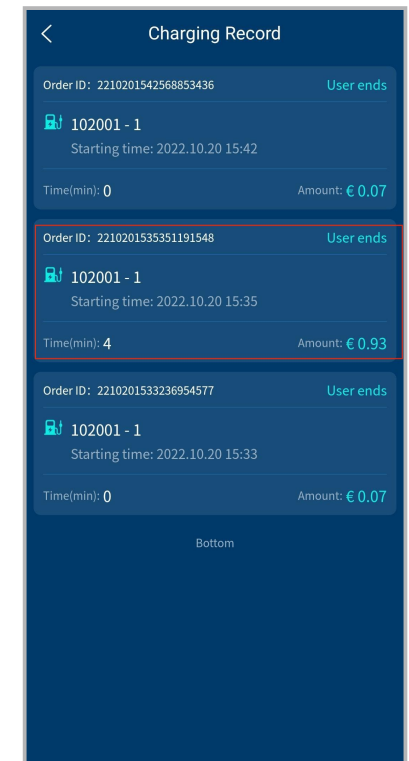 Charging Record
Order ID: 2210201542568853436 User ends
102001 - 1
Starting time: 2022.10.20 15:42
Time(min): 0 Amount: € 0.07
Order ID: 2210201535351191548 User ends
102001 - 1
Starting time: 2022.10.20 15:35
Time(min): 4 Amount: € 0.93
Order ID: 2210201533236954577 User ends
102001 - 1
Starting time: 2022.10.20 15:33
Time(min): 0 Amount: € 0.07
Bottom